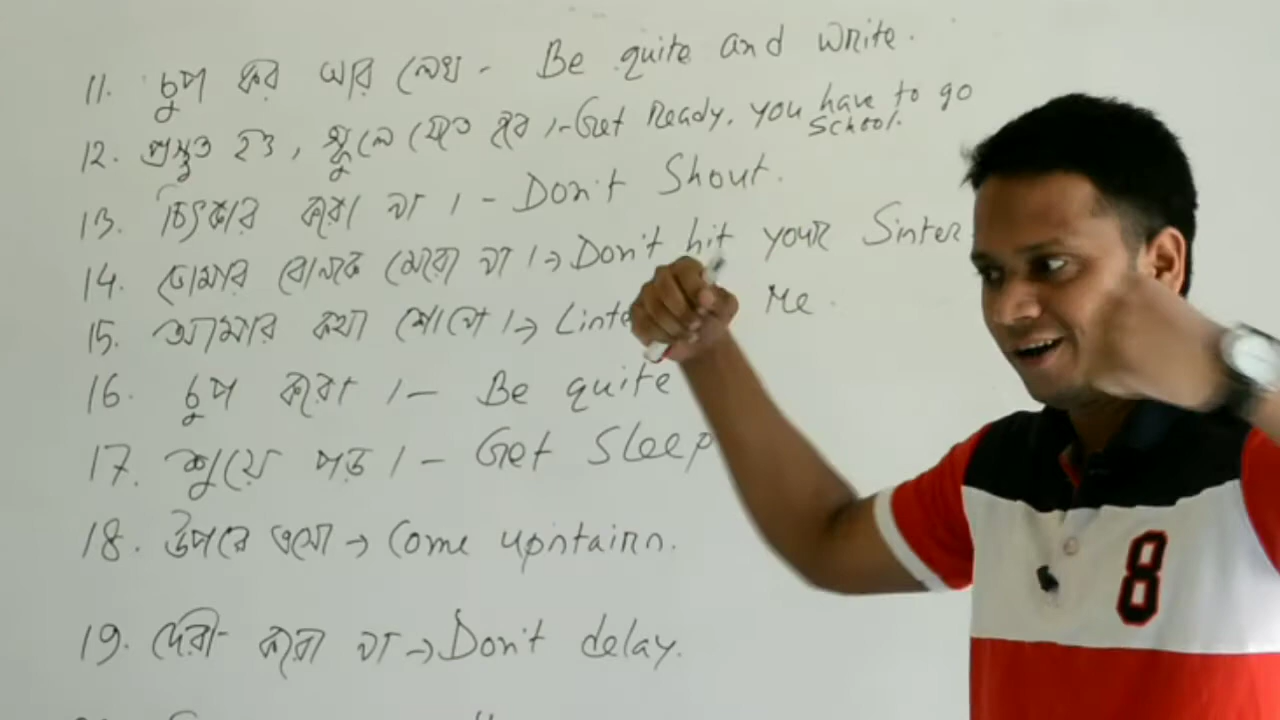 11. চুপ কর আর লেখ - Be quite and write.
12. প্রস্তুত হও, স্কুলে যেতে হবে।- Get Ready, you have to go
School.
13. চিৎকার করো না। - Don't Shout.
14. তোমার বোনকে মেরো না।→ Don't hit your Sister
15. আমার কথা শোনো।→ Me.
16. চুপ করো। - Be quite
17. শুয়ে পড়। - Get Sleep
18. উপরে এসো → Come upstairs.
19. দেরী করো না → Don't delay.
8